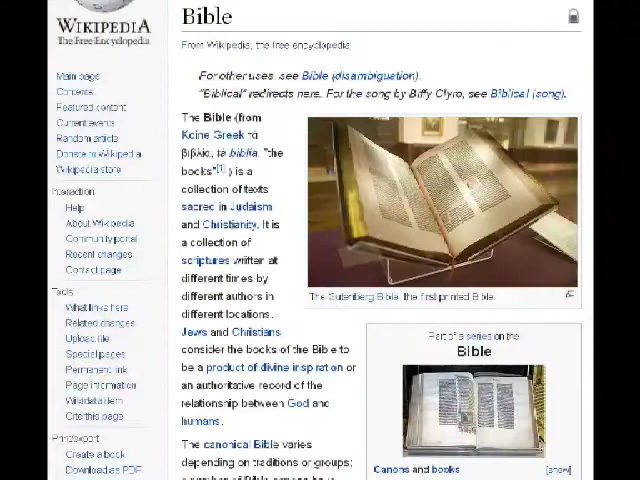 WIKIPEDIA
The Free Encyclopedia
Main page
Contents
Featured content
Current events
Random article
Donate to Wikipedia
Wikipedia store
Interaction
Help
About Wikipedia
Community portal
Recent changes
Contact page
Tools
What links here
Related changes
Upload file
Special pages
Permanent link
Page information
Wikidata item
Cite this page
Print/export
Create a book
Download as PDF
Bible
From Wikipedia, the free encyclopedia
For other uses, see Bible (disambiguation).
"Biblical" redirects here. For the song by Biffy Clyro, see Biblical (song).
The Bible (from
Koine Greek τὰ
βιβλία, tà biblía, "the
books"[1] ) is a
collection of texts
sacred in Judaism
and Christianity. It is
a collection of
scriptures written at
different times by
different authors in
different locations.
Jews and Christians
consider the books of the Bible to
be a product of divine inspiration or
an authoritative record of the
relationship between God and
humans.
The canonical Bible varies
depending on traditions or groups;
The Gutenberg Bible, the first printed Bible
Part of a series on the
Bible
Canons and books
[show]